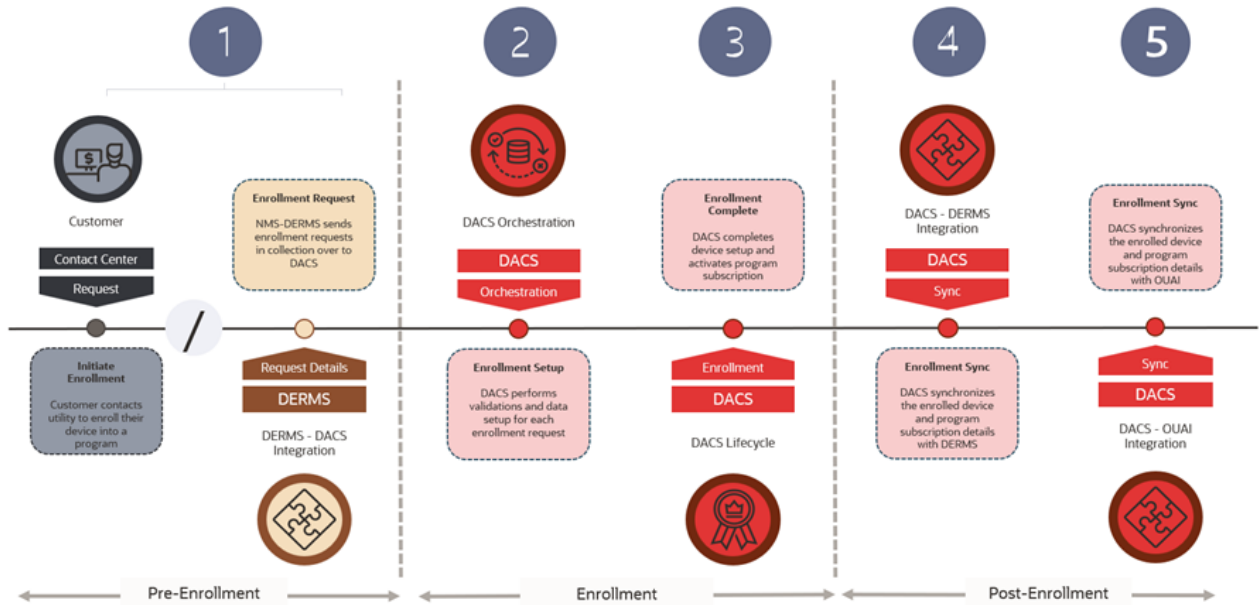 1
2
3
4
5
Customer
Contact Center
Request
/
Initiate
Enrollment
Customer contacts
utility to enroll their
device into a
program
Enrollment Request
NMS-DERMS sends
enrollment requests
in collection over to
DACS
Request Details
DERMS
DERMS - DACS
Integration
DACS Orchestration
DACS
Orchestration
Enrollment Setup
DACS performs
validations and data
setup for each
enrollment request
Enrollment
Complete
DACS completes
device setup and
activates program
subscription
Enrollment
DACS
DACS Lifecycle
DACS - DERMS
Integration
DACS
Sync
Enrollment Sync
DACS synchronizes
the enrolled device
and program
subscription details
with DERMS
Enrollment Sync
DACS synchronizes
the enrolled device
and program
subscription details
with OUAI
Sync
DACS
DACS - OUAI
Integration
Pre-Enrollment
Enrollment
Post-Enrollment